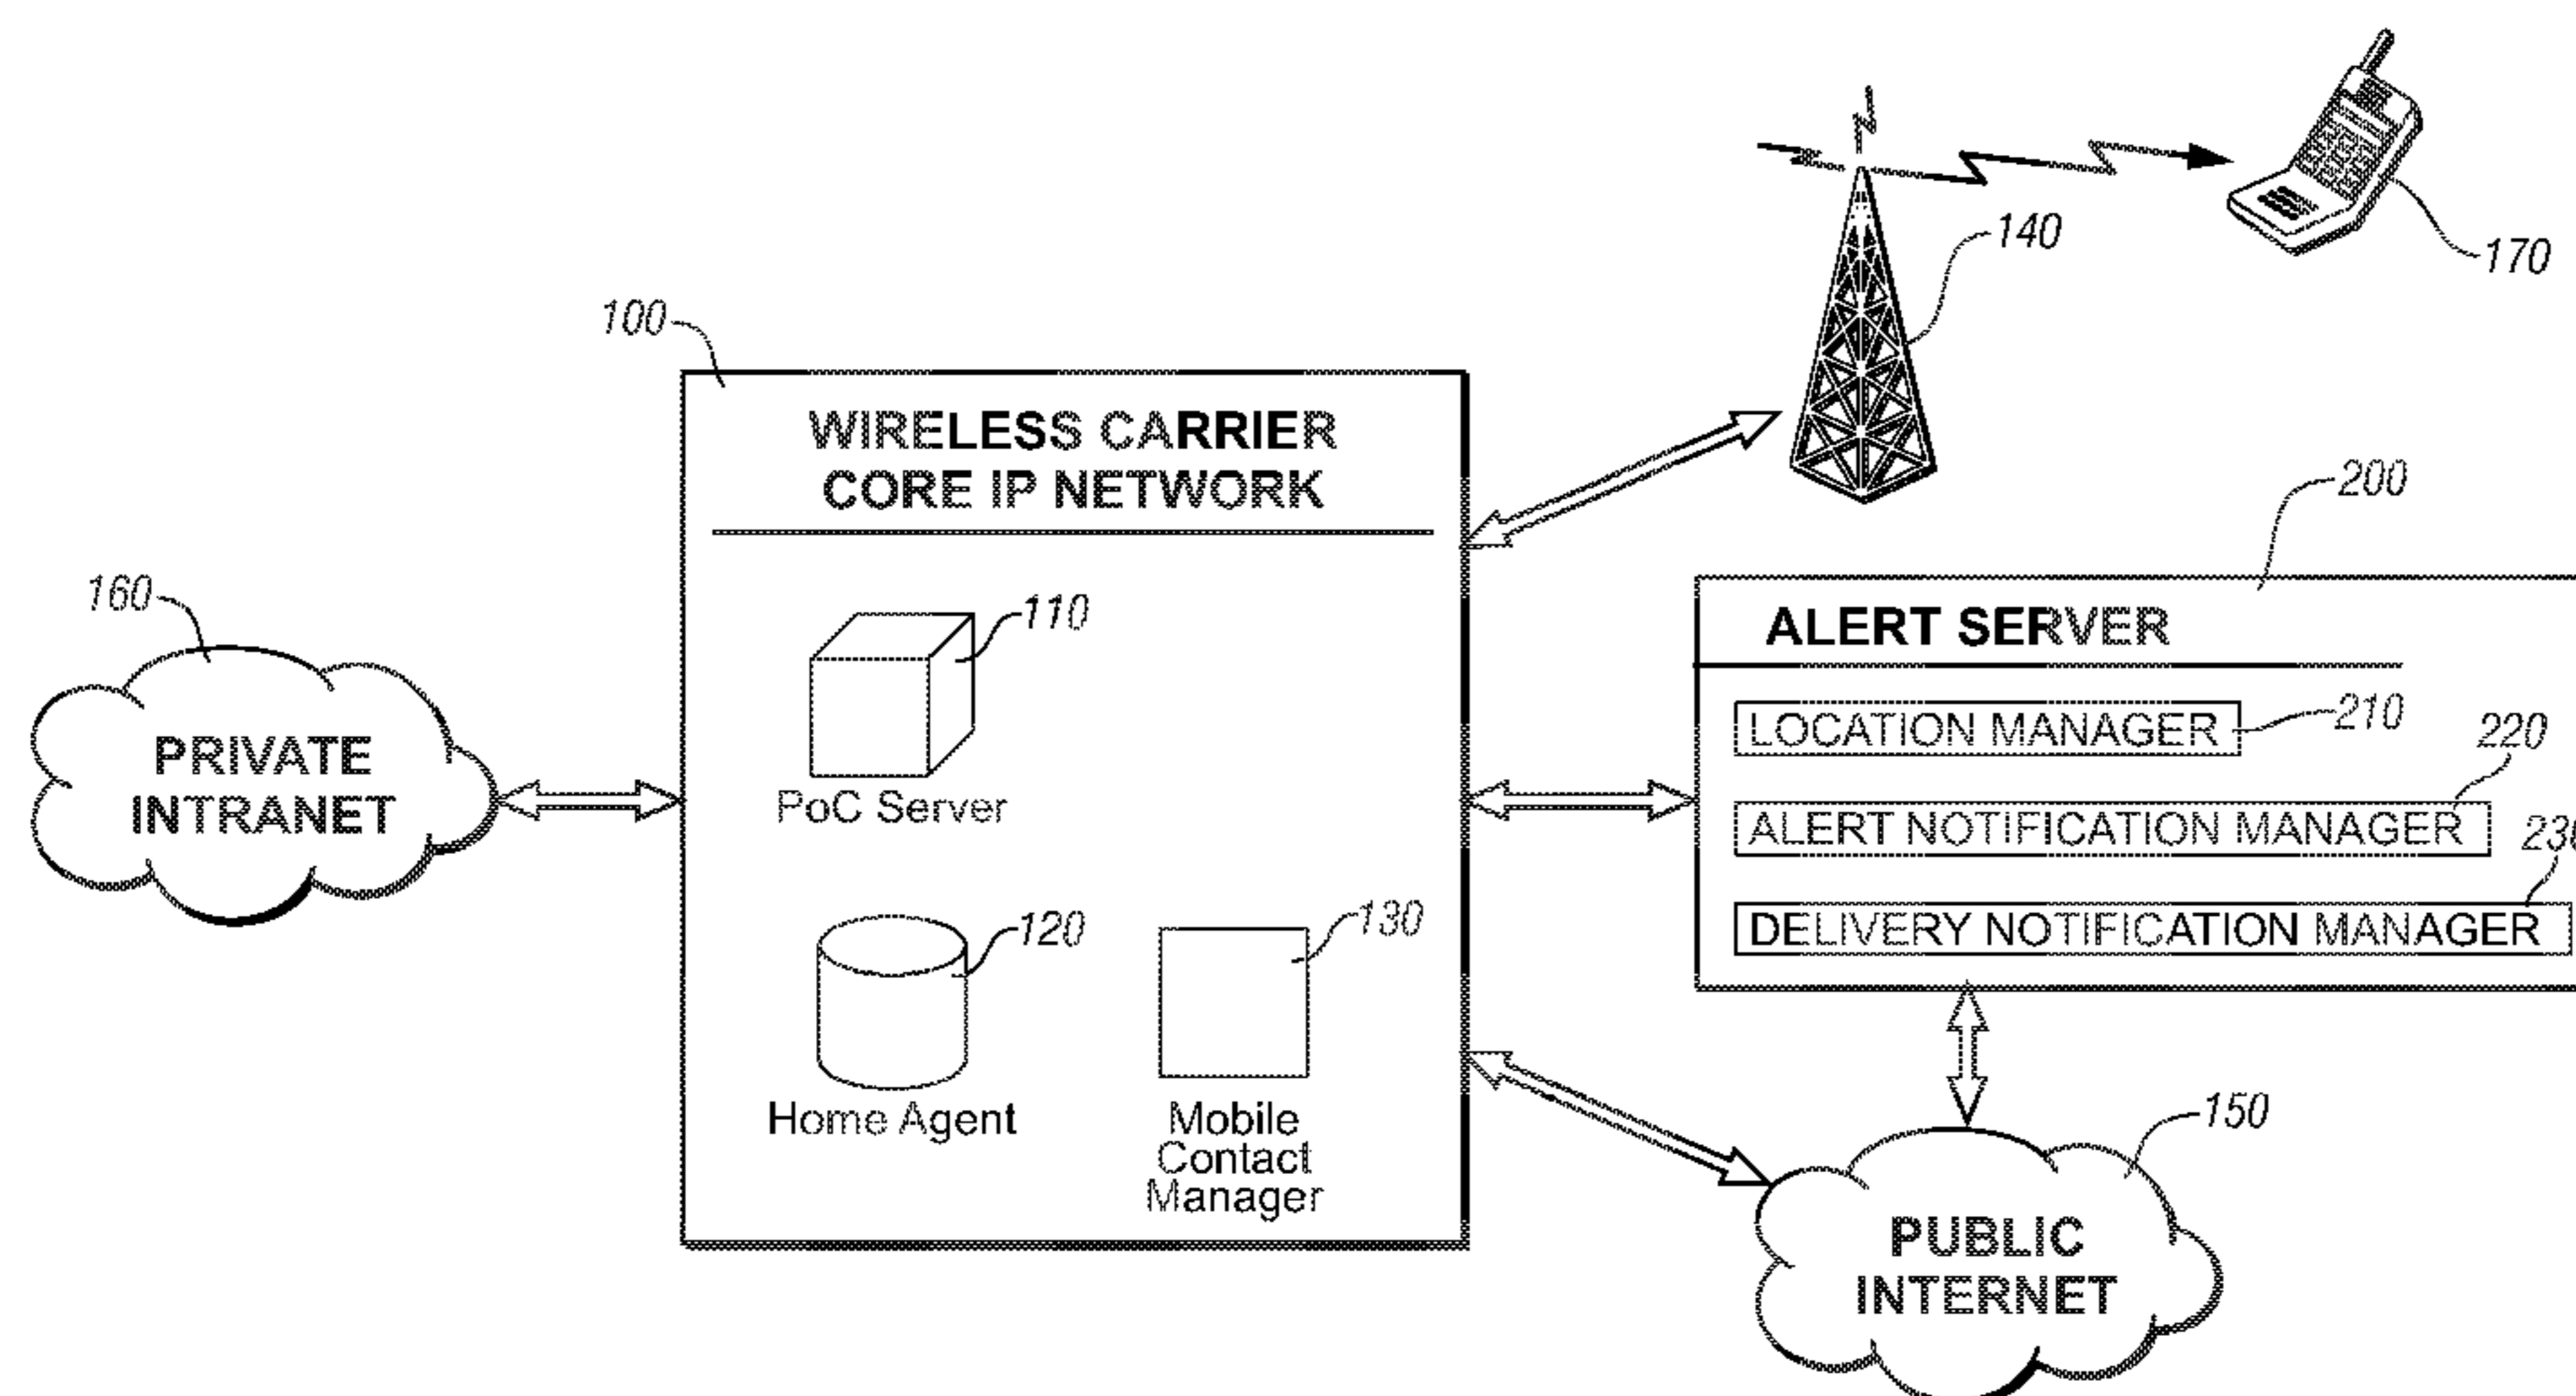 140
170
100
WIRELESS CARRIER
CORE IP NETWORK
200
160
110
ALERT SERVER
PRIVATE
INTRANET
PoC Server
LOCATION MANAGER
210
220
ALERT NOTIFICATION MANAGER
DELIVERY NOTIFICATION MANAGER
120
130
Home Agent
Mobile
Contact
Manager
150
PUBLIC
INTERNET